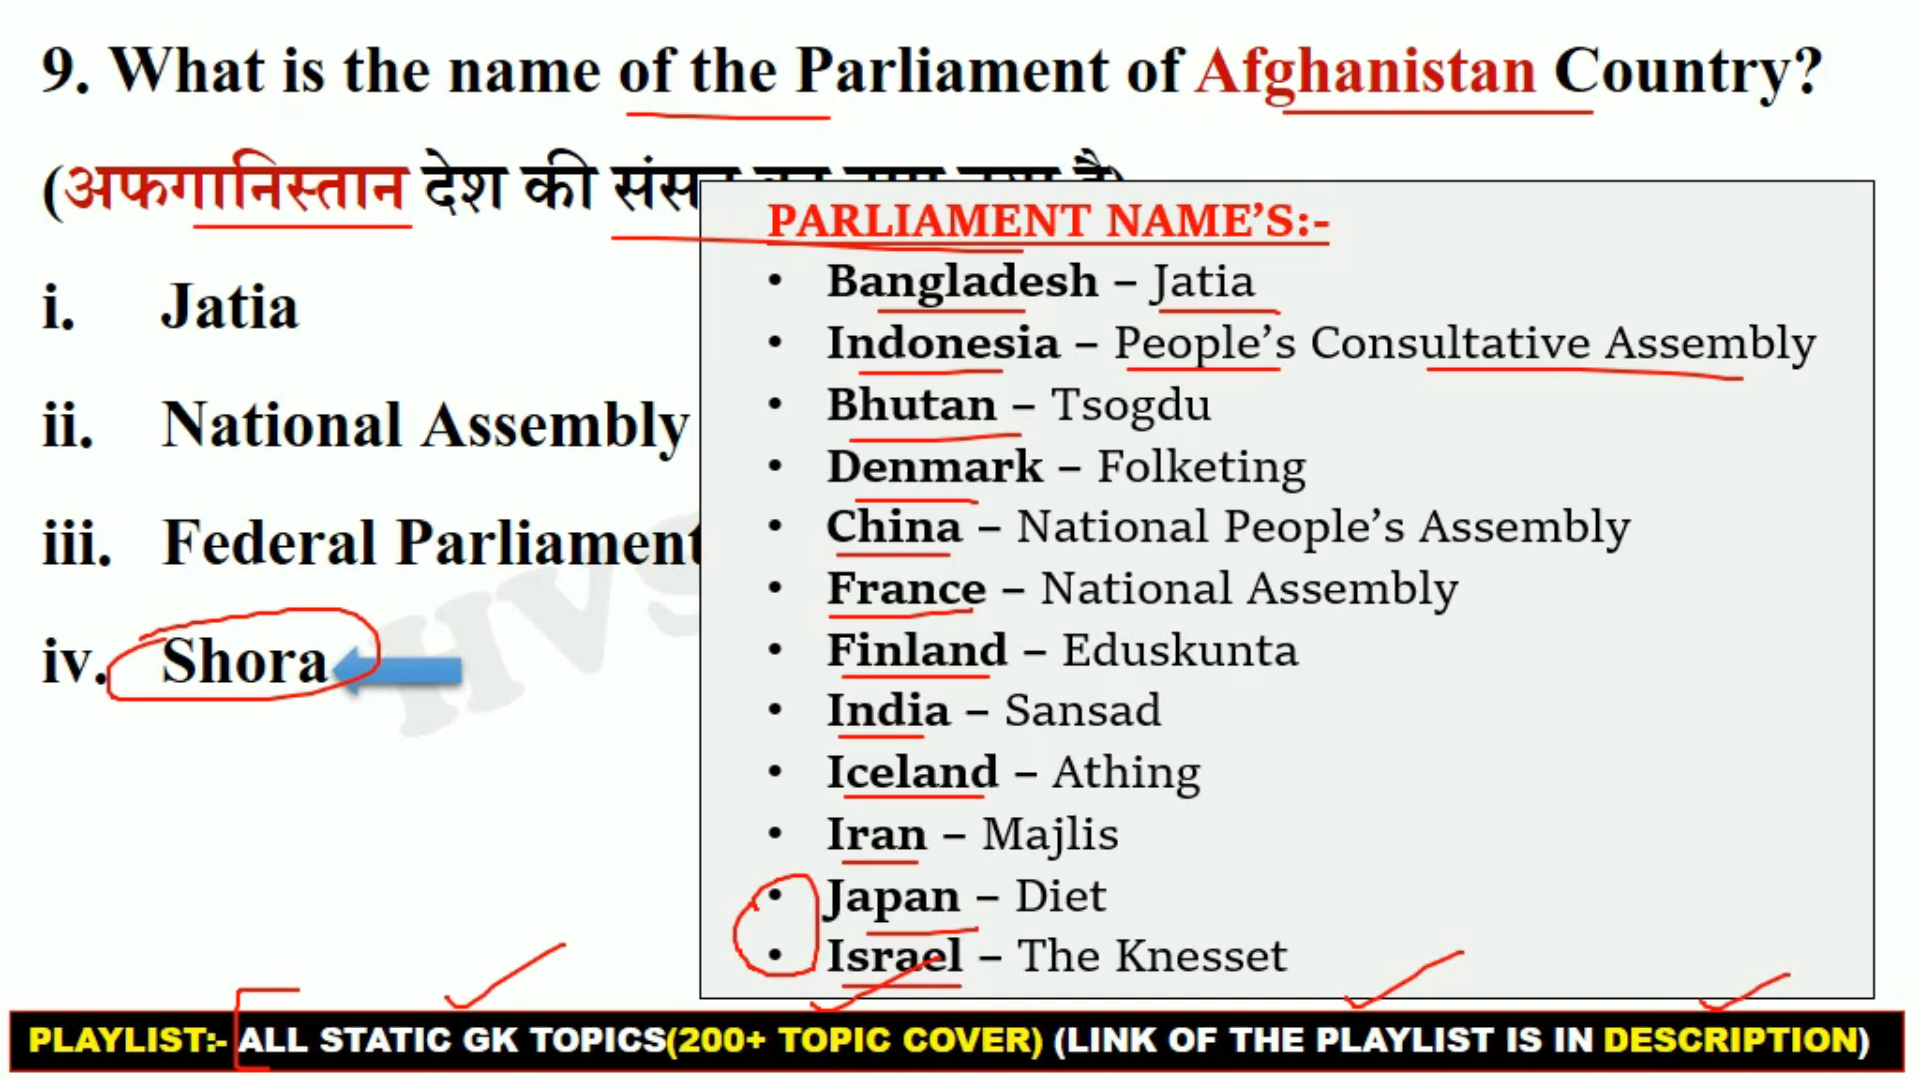 9. What is the name of the Parliament of Afghanistan Country?
(अफगानिस्तान देश की
i. Jatia
ii. National Assembly
iii. Federal Parliament
iv. Shora
HVS
PARLIAMENT NAME’S:-
• Bangladesh – Jatia
• Indonesia – People’s Consultative Assembly
• Bhutan – Tsogdu
• Denmark – Folketing
• China – National People’s Assembly
• France – National Assembly
• Finland – Eduskunta
• India – Sansad
• Iceland – Athing
• Iran – Majlis
• Japan – Diet
• Israel – The Knesset
PLAYLIST:- ALL STATIC GK TOPICS(200+ TOPIC COVER) (LINK OF THE PLAYLIST IS IN DESCRIPTION)